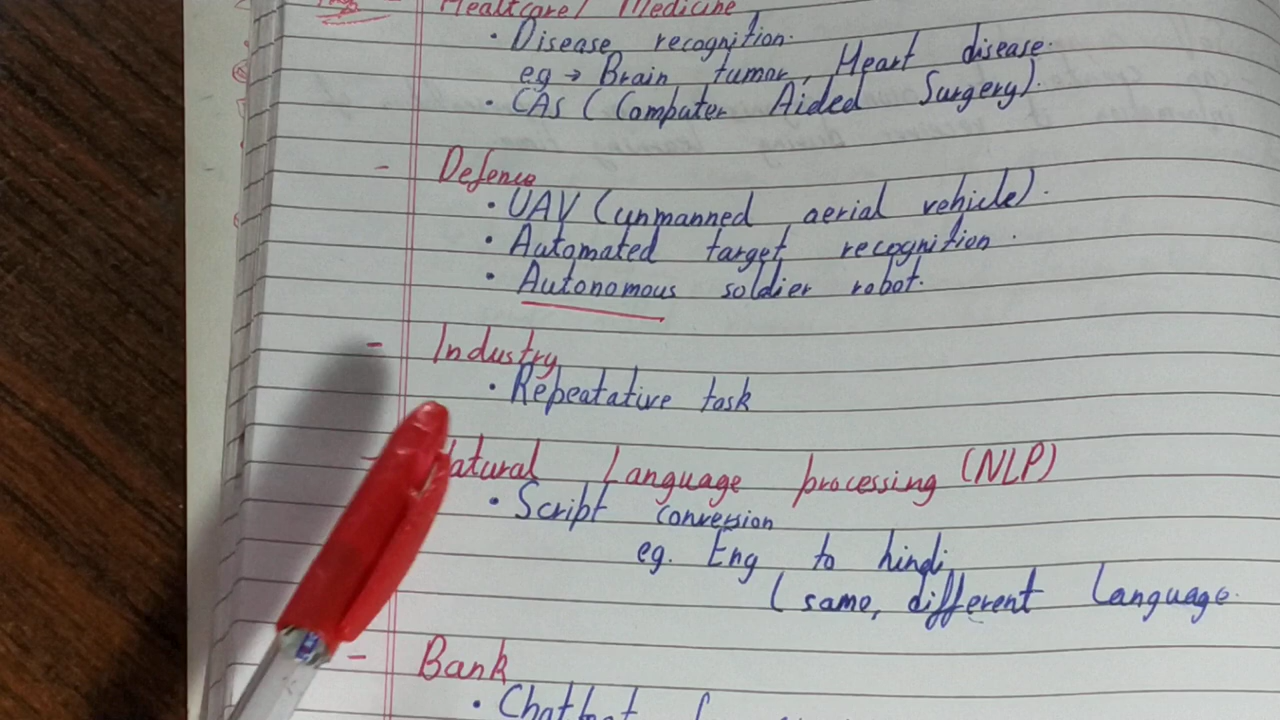 Healtcare/ Medicine
• Disease recognition.
eg → Brain tumor, Heart disease.
• CAS (Computer Aided Surgery).
- Defence
• UAV (unmanned aerial vehicle).
• Automated target recognition.
• Autonomous soldier robot.
- Industry
• Repeatative task
- Natural Language processing (NLP)
• Script conversion
eg. Eng to hindi
(same, different language.
- Bank
• Chatbot